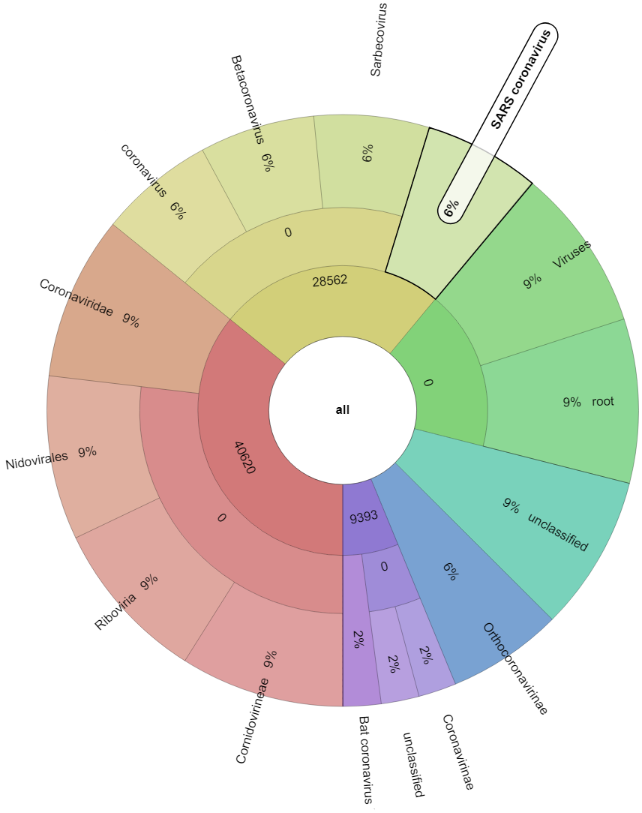 Sarbecovirus
6%
SARS coronavirus
6%
Betacoronavirus 6%
coronavirus 6%
0
28562
Viruses
9%
Coronaviridae 9%
0
all
9% root
Nidovirales 9%
40620
0
9% unclassified
9393
0
6%
Orthocoronavirinae
Riboviria 9%
Cornidovirineae 9%
2%
Bat coronavirus
2%
unclassified
2%
Coronavirinae